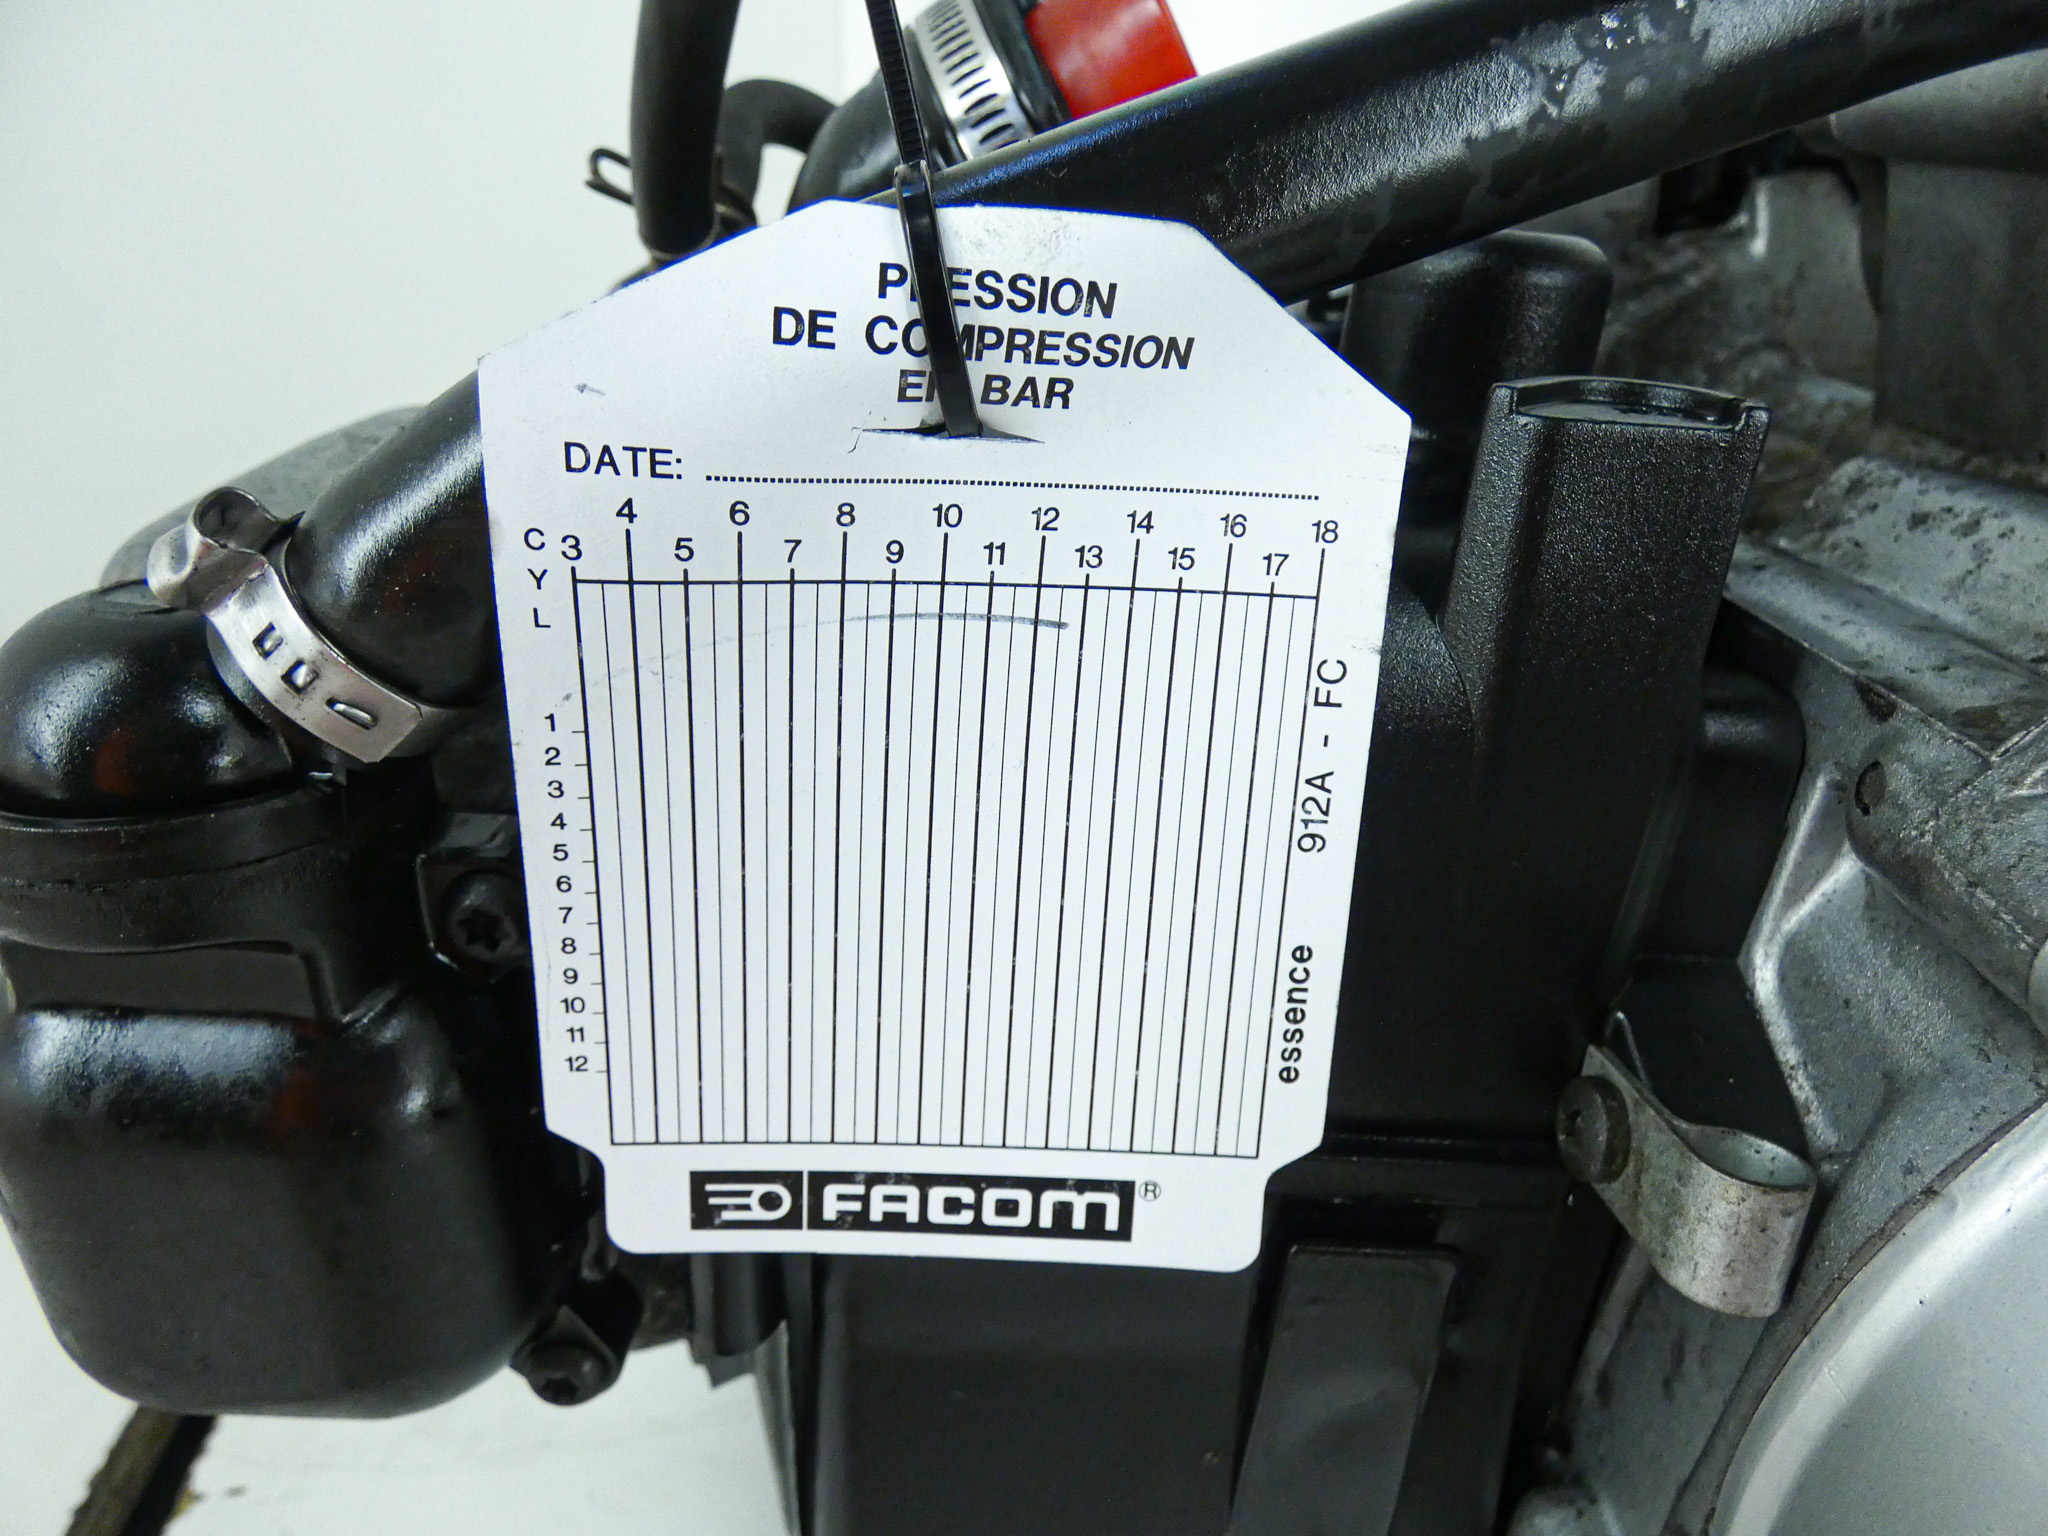 PRESSION
DE COMPRESSION
EN BAR
DATE:
4 6 8 10 12 14 16 18
3 5 7 9 11 13 15 17
C
Y
L
1
2
3
4
5
6
7
8
9
10
11
12
912A - FC
essence
FACOM®